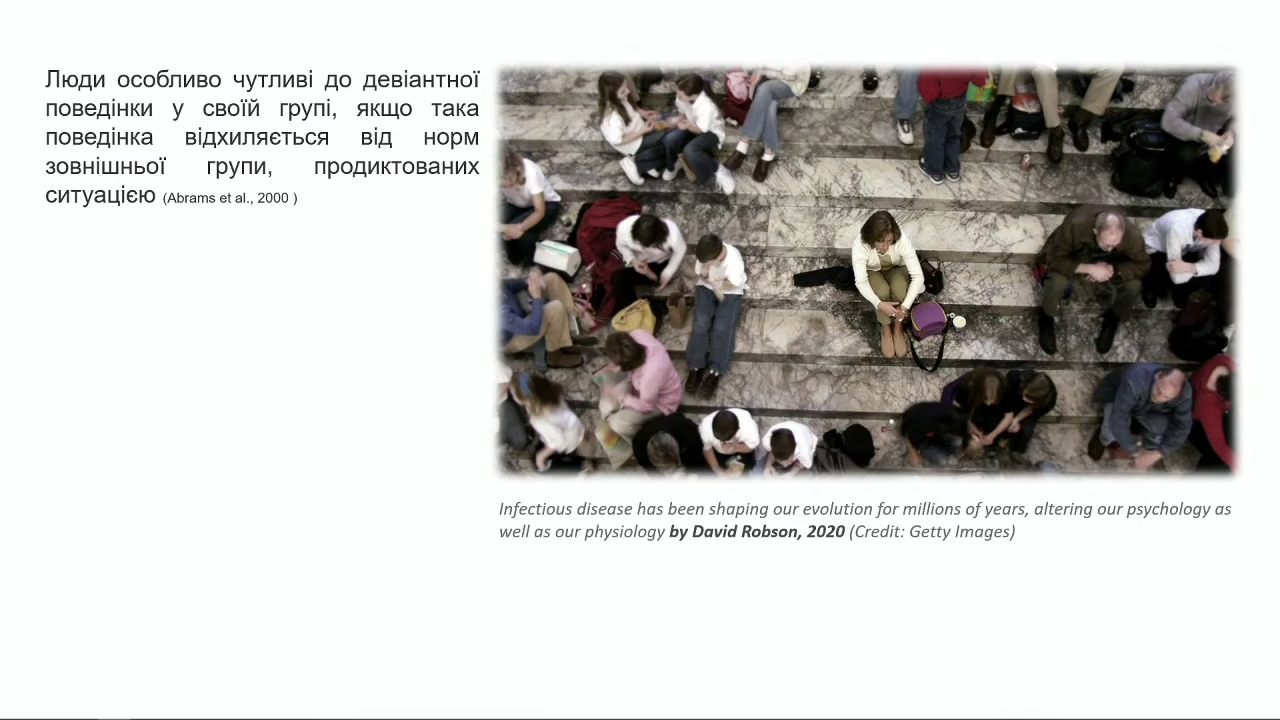 Люди особливо чутливі до девіантної
поведінки у своїй групі, якщо така
поведінка відхиляється від норм
зовнішньої групи, продиктованих
ситуацією (Abrams et al., 2000 )
Infectious disease has been shaping our evolution for millions of years, altering our psychology as
well as our physiology by David Robson, 2020 (Credit: Getty Images)